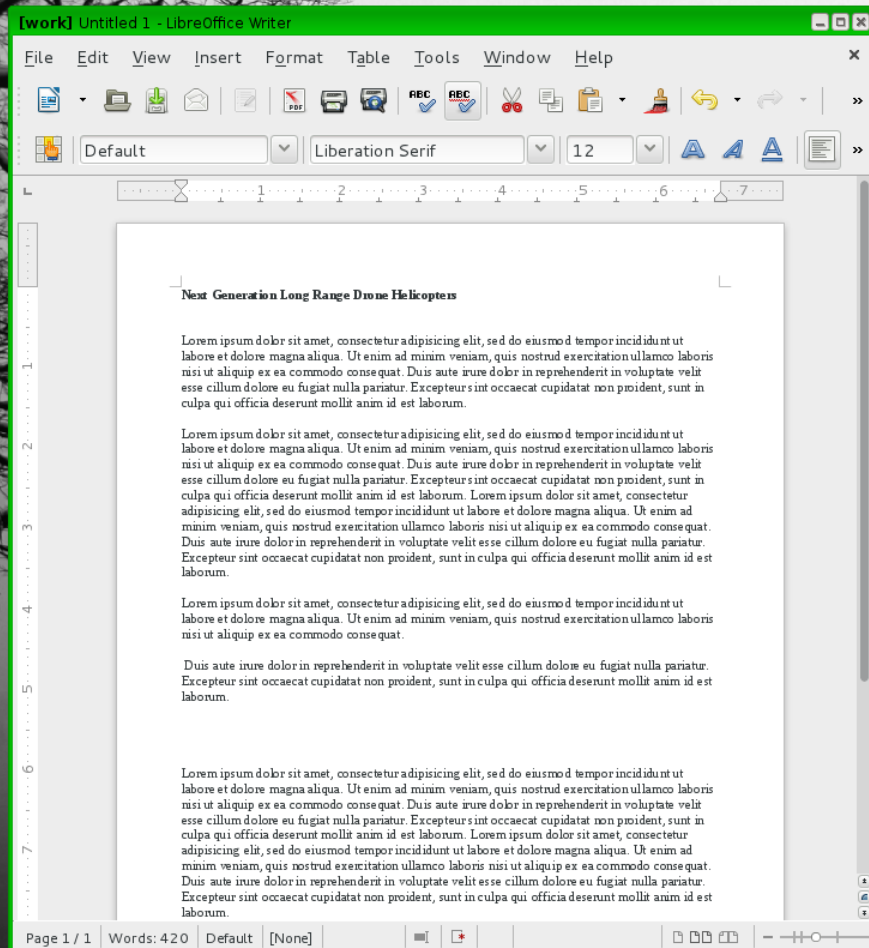 [work] Untitled 1 - LibreOffice Writer
File Edit View Insert Format Table Tools Window Help
PDF ABC ABC
Default Liberation Serif 12
1 2 3 4 5 6 7
Next Generation Long Range Drone Helicopters
Lorem ipsum dolor sit amet, consectetur adipisicing elit, sed do eiusmod tempor incididunt ut
labore et dolore magna aliqua. Ut enim ad minim veniam, quis nostrud exercitation ullamco laboris
nisi ut aliquip ex ea commodo consequat. Duis aute irure dolor in reprehenderit in voluptate velit
esse cillum dolore eu fugiat nulla pariatur. Excepteur sint occaecat cupidatat non proident, sunt in
culpa qui officia deserunt mollit anim id est laborum.
Lorem ipsum dolor sit amet, consectetur adipisicing elit, sed do eiusmod tempor incididunt ut
labore et dolore magna aliqua. Ut enim ad minim veniam, quis nostrud exercitation ullamco laboris
nisi ut aliquip ex ea commodo consequat. Duis aute irure dolor in reprehenderit in voluptate velit
esse cillum dolore eu fugiat nulla pariatur. Excepteur sint occaecat cupidatat non proident, sunt in
culpa qui officia deserunt mollit anim id est laborum. Lorem ipsum dolor sit amet, consectetur
adipisicing elit, sed do eiusmod tempor incididunt ut labore et dolore magna aliqua. Ut enim ad
minim veniam, quis nostrud exercitation ullamco laboris nisi ut aliquip ex ea commodo consequat.
Duis aute irure dolor in reprehenderit in voluptate velit esse cillum dolore eu fugiat nulla pariatur.
Excepteur sint occaecat cupidatat non proident, sunt in culpa qui officia deserunt mollit anim id est
laborum.
Lorem ipsum dolor sit amet, consectetur adipisicing elit, sed do eiusmod tempor incididunt ut
labore et dolore magna aliqua. Ut enim ad minim veniam, quis nostrud exercitation ullamco laboris
nisi ut aliquip ex ea commodo consequat.
Duis aute irure dolor in reprehenderit in voluptate velit esse cillum dolore eu fugiat nulla pariatur.
Excepteur sint occaecat cupidatat non proident, sunt in culpa qui officia deserunt mollit anim id est
laborum.
Lorem ipsum dolor sit amet, consectetur adipisicing elit, sed do eiusmod tempor incididunt ut
labore et dolore magna aliqua. Ut enim ad minim veniam, quis nostrud exercitation ullamco laboris
nisi ut aliquip ex ea commodo consequat. Duis aute irure dolor in reprehenderit in voluptate velit
esse cillum dolore eu fugiat nulla pariatur. Excepteur sint occaecat cupidatat non proident, sunt in
culpa qui officia deserunt mollit anim id est laborum. Lorem ipsum dolor sit amet, consectetur
adipisicing elit, sed do eiusmod tempor incididunt ut labore et dolore magna aliqua. Ut enim ad
minim veniam, quis nostrud exercitation ullamco laboris nisi ut aliquip ex ea commodo consequat.
Duis aute irure dolor in reprehenderit in voluptate velit esse cillum dolore eu fugiat nulla pariatur.
Excepteur sint occaecat cupidatat non proident, sunt in culpa qui officia deserunt mollit anim id est
laborum.
1
2
3
4
5
6
7
Page 1 / 1 Words: 420 Default [None]